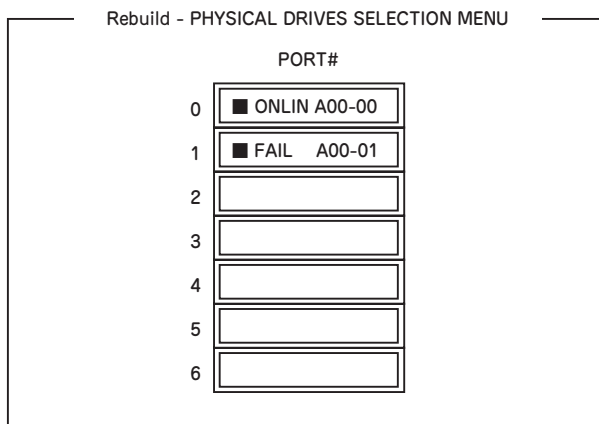 Rebuild - PHYSICAL DRIVES SELECTION MENU
PORT#
0 ■ ONLIN A00-00
1 ■ FAIL A00-01
2
3
4
5
6